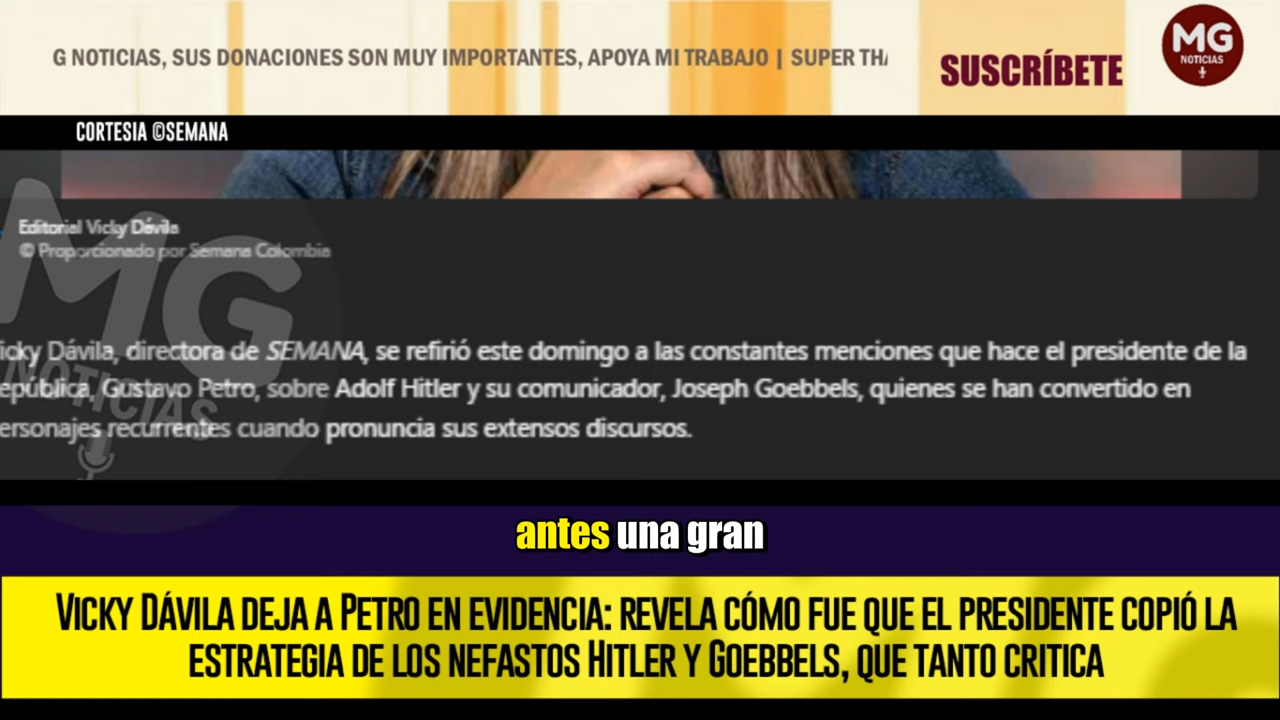 G NOTICIAS, SUS DONACIONES SON MUY IMPORTANTES, APOYA MI TRABAJO | SUPER THA
SUSCRÍBETE
MG
NOTICIAS
CORTESIA ©SEMANA
Editorial Vicky Dávila
© Proporcionado por Semana Colombia
MG
NOTICIAS
icky Dávila, directora de SEMANA, se refirió este domingo a las constantes menciones que hace el presidente de la
epública, Gustavo Petro, sobre Adolf Hitler y su comunicador, Joseph Goebbels, quienes se han convertido en
ersonajes recurrentes cuando pronuncia sus extensos discursos.
antes una gran
VICKY DÁVILA DEJA A PETRO EN EVIDENCIA: REVELA CÓMO FUE QUE EL PRESIDENTE COPIÓ LA
ESTRATEGIA DE LOS NEFASTOS HITLER Y GOEBBELS, QUE TANTO CRITICA